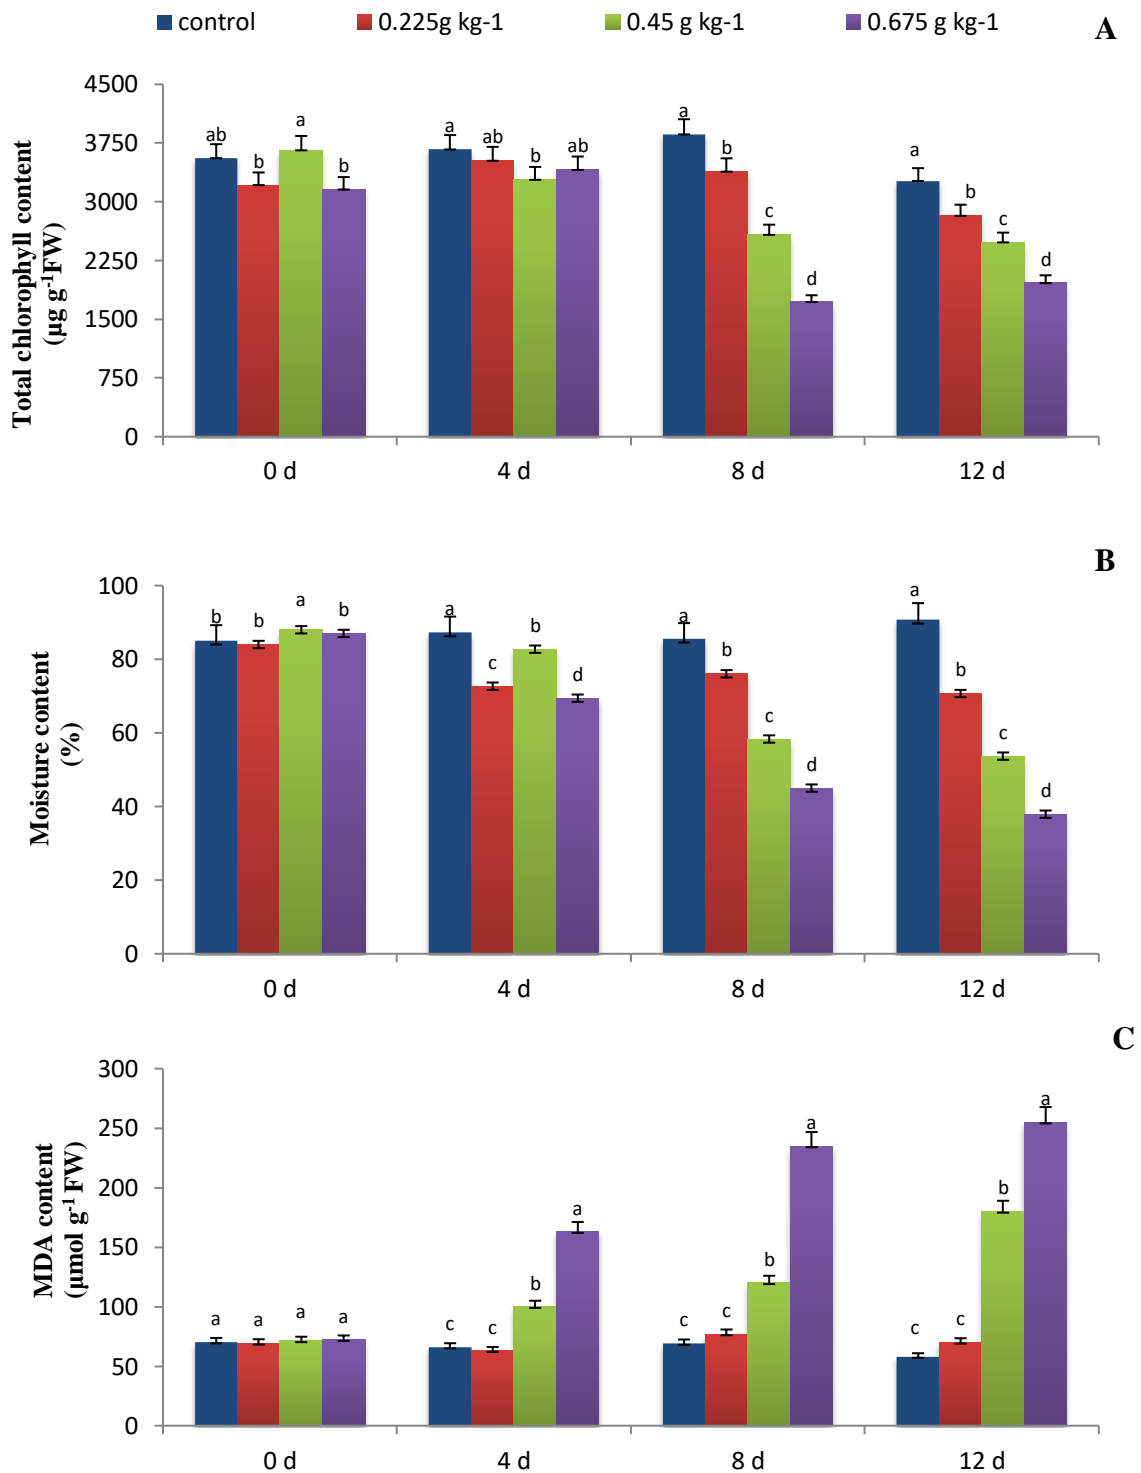 control 0.225g kg-1 0.45 g kg-1 0.675 g kg-1
A
Total chlorophyll content
(µg g-1FW)
4500
3750
3000
2250
1500
750
0
ab b a b
a ab b ab
a b c d
a b c d
0 d 4 d 8 d 12 d
B
Moisture content
(%)
100
80
60
40
20
0
b b a b
a c b d
a b c d
a b c d
0 d 4 d 8 d 12 d
C
MDA content
(µmol g-1 FW)
300
250
200
150
100
50
0
a a a a
c c b a
c c b a
c c b a
0 d 4 d 8 d 12 d